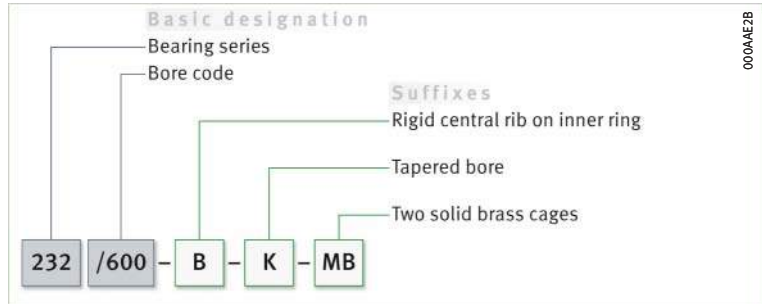 Basic designation
Bearing series
Bore code
Suffixes
Rigid central rib on inner ring
Tapered bore
Two solid brass cages
232 /600 – B – K – MB
000AAE2B